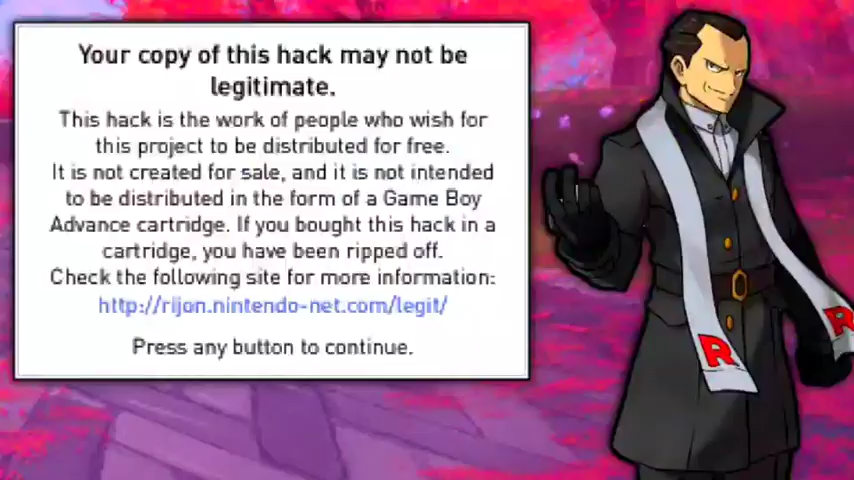 Your copy of this hack may not be
legitimate.
This hack is the work of people who wish for
this project to be distributed for free.
It is not created for sale, and it is not intended
to be distributed in the form of a Game Boy
Advance cartridge. If you bought this hack in a
cartridge, you have been ripped off.
Check the following site for more information:
http://rijon.nintendo-net.com/legit/
Press any button to continue.
R
R